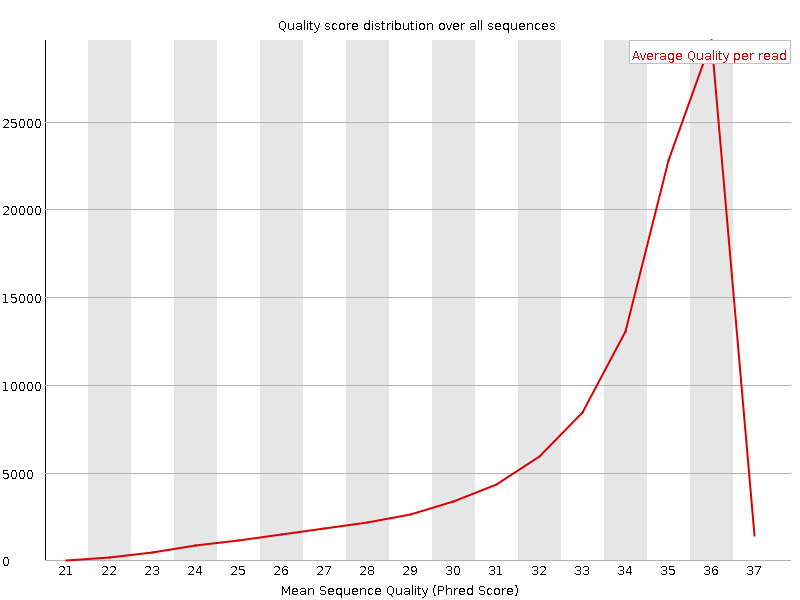 Quality score distribution over all sequences
Average Quality per read
25000
20000
15000
10000
5000
0
21 22 23 24 25 26 27 28 29 30 31 32 33 34 35 36 37
Mean Sequence Quality (Phred Score)